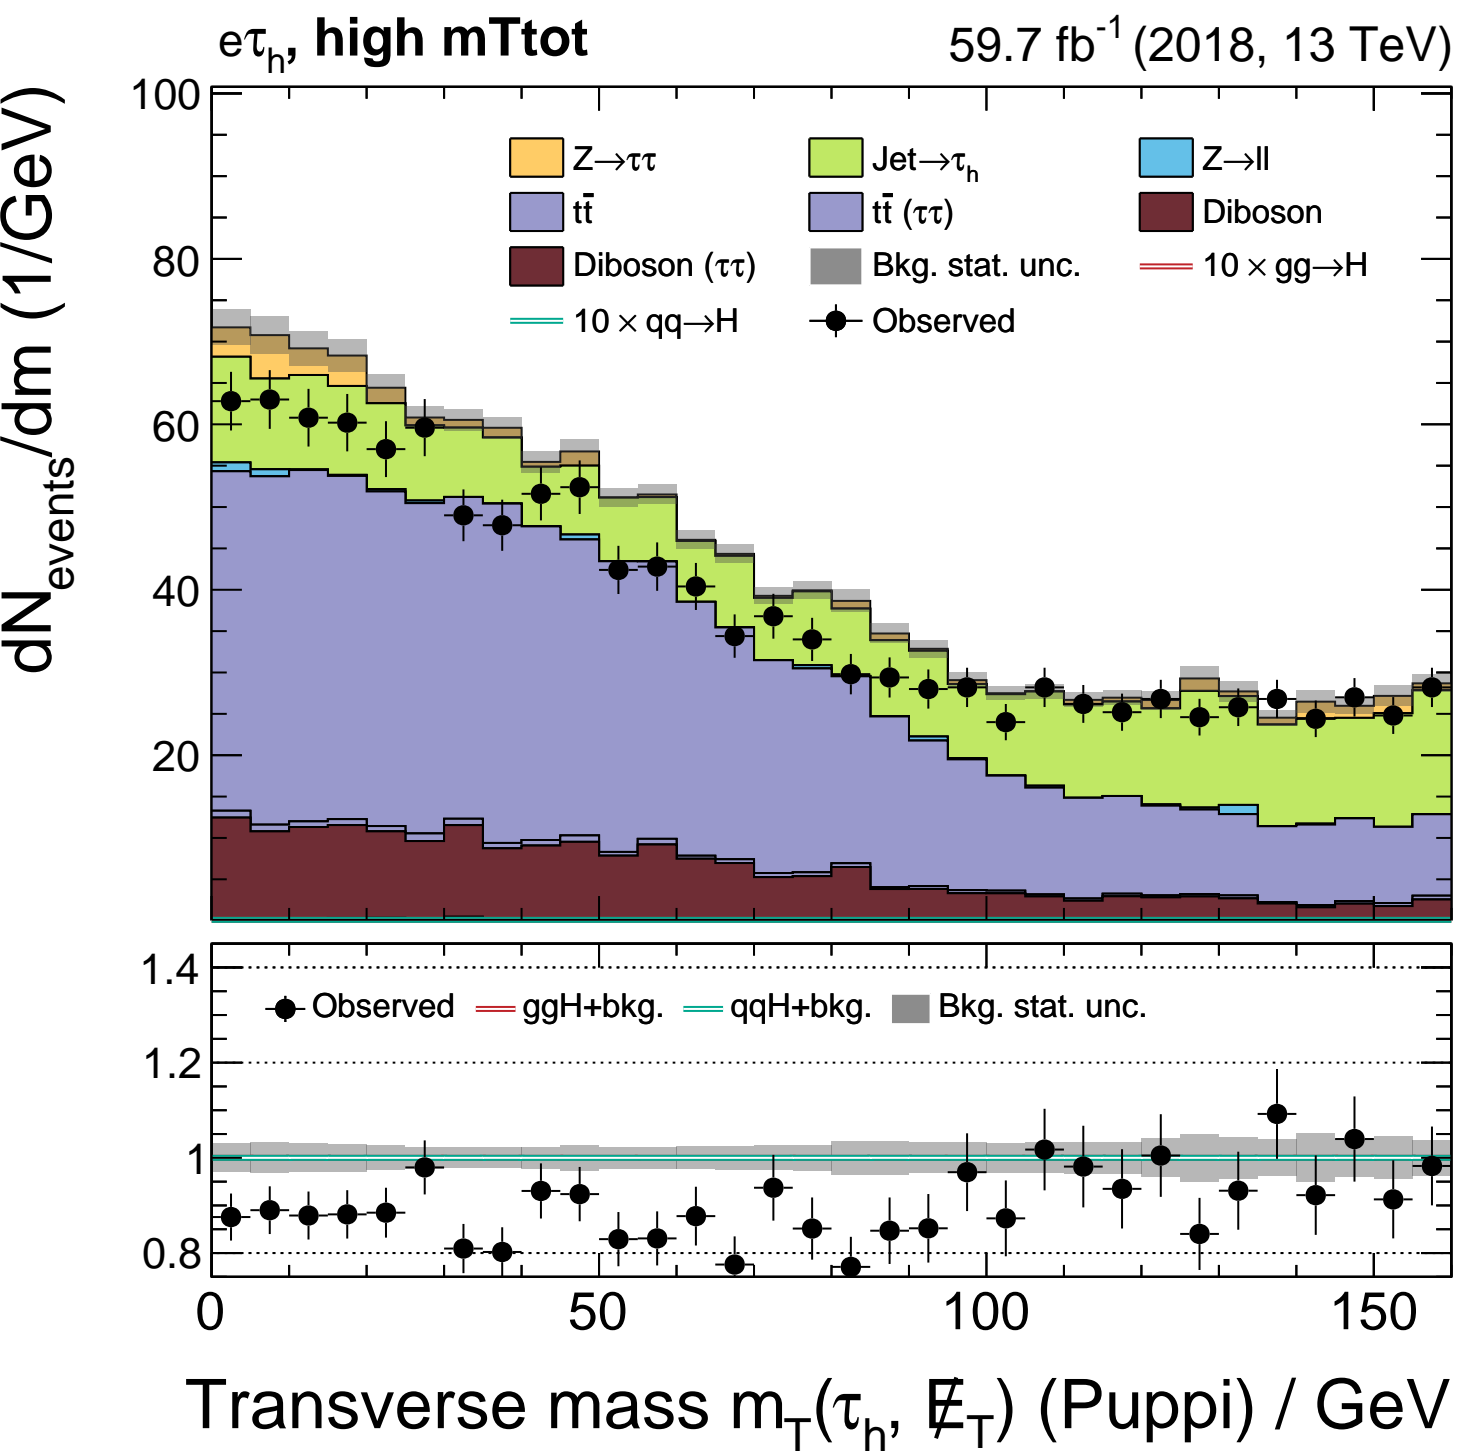 eτh, high mTtot 59.7 fb-1 (2018, 13 TeV)
dNevents/dm (1/GeV)
100
80
60
40
20
Z→ττ Jet→τh Z→ll
tt̄ tt̄ (ττ) Diboson
Diboson (ττ) Bkg. stat. unc. 10 × gg→H
10 × qq→H Observed
1.4
1.2
1
0.8
Observed ggH+bkg. qqH+bkg. Bkg. stat. unc.
0 50 100 150
Transverse mass mT(τh, E̸T) (Puppi) / GeV